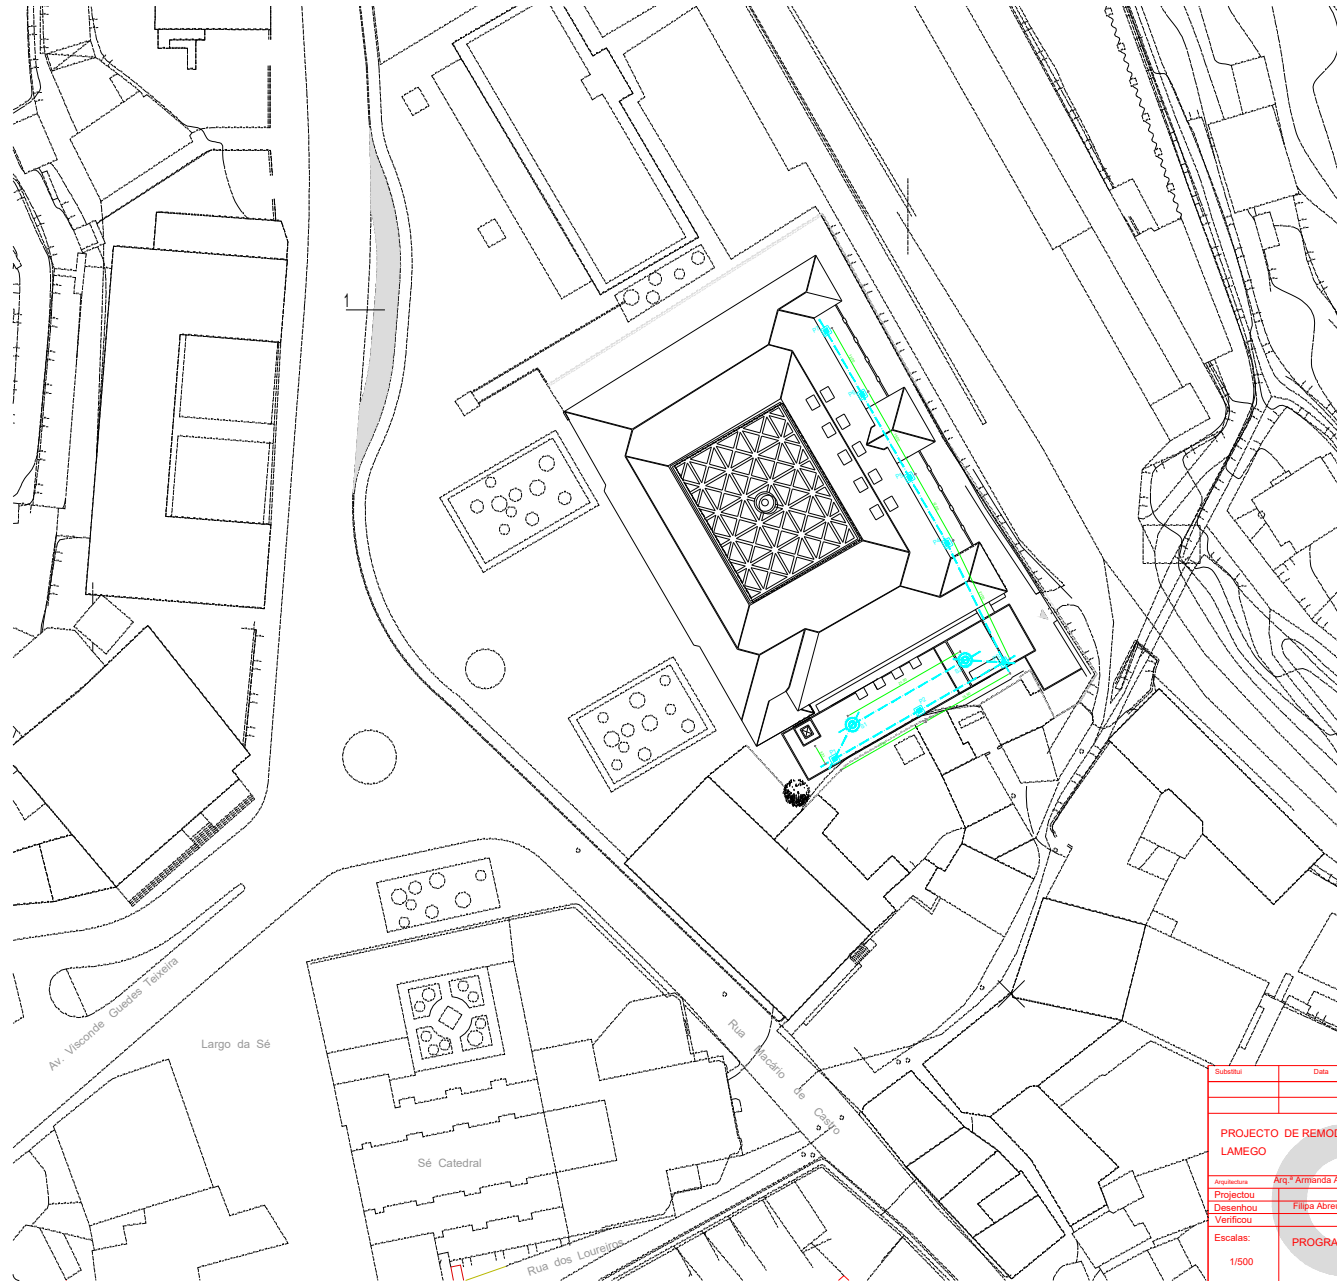 1
Av. Visconde Guedes Teixeira
Largo da Sé
Rua Macário de Castro
Sé Catedral
Rua dos Loureiros
Substitui Data
PROJECTO DE REMOD
LAMEGO
Arquitectura Arq.ª Armanda A
Projectou
Desenhou Filipa Abre
Verificou
Escalas: PROGRA
1/500